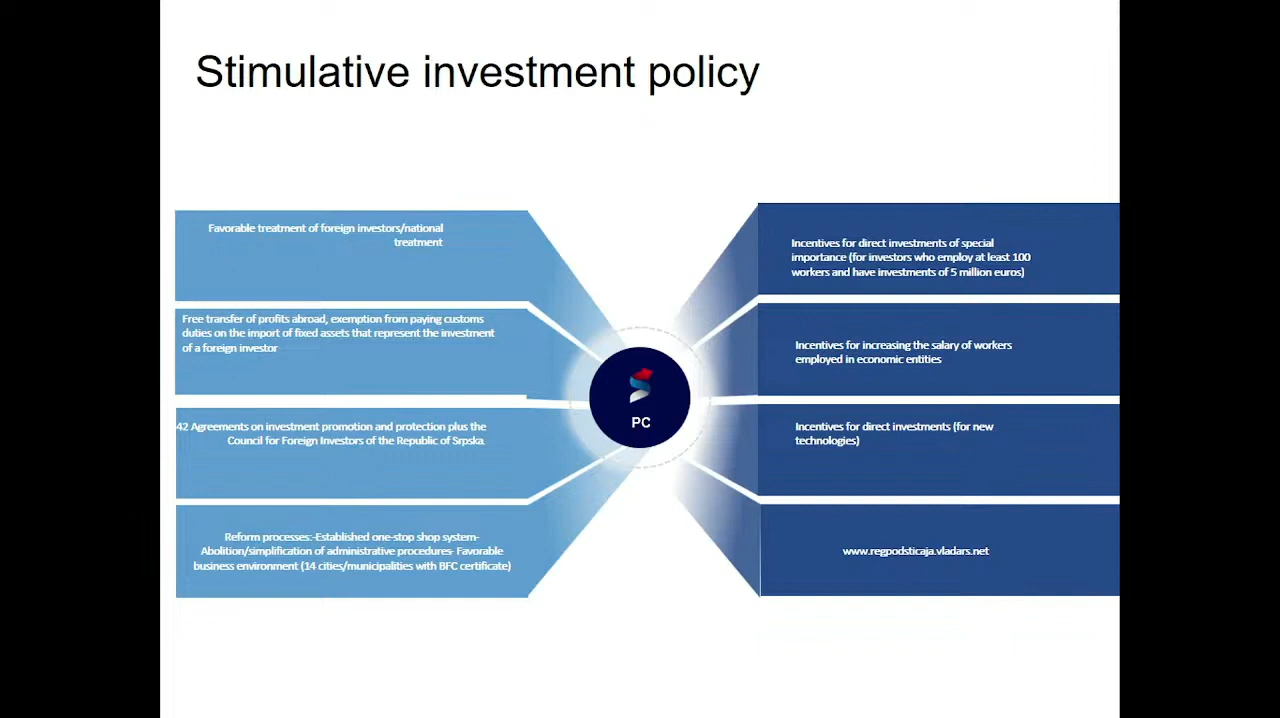 Stimulative investment policy
Favorable treatment of foreign investors/national
treatment
Free transfer of profits abroad, exemption from paying customs
duties on the import of fixed assets that represent the investment
of a foreign investor
42 Agreements on investment promotion and protection plus the
Council for Foreign Investors of the Republic of Srpska.
Reform processes:-Established one-stop shop system-
Abolition/simplification of administrative procedures- Favorable
business environment (14 cities/municipalities with BFC certificate)
PC
Incentives for direct investments of special
importance (for investors who employ at least 100
workers and have investments of 5 million euros)
Incentives for increasing the salary of workers
employed in economic entities
Incentives for direct investments (for new
technologies)
www.regpodsticaja.vladars.net